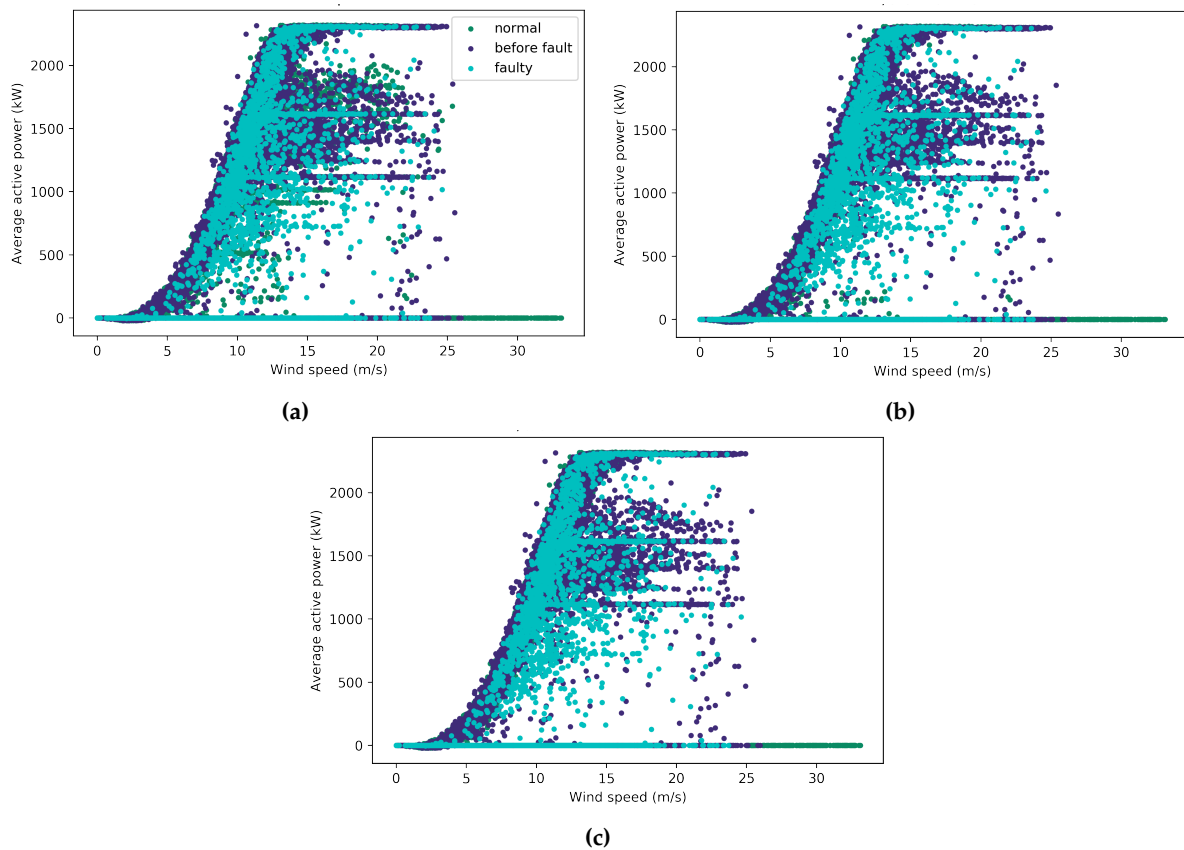 2000
1500
1000
500
0
Average active power (kW)
0 5 10 15 20 25 30
Wind speed (m/s)
normal
before fault
faulty
(a)
2000
1500
1000
500
0
Average active power (kW)
0 5 10 15 20 25 30
Wind speed (m/s)
(b)
2000
1500
1000
500
0
Average active power (kW)
0 5 10 15 20 25 30
Wind speed (m/s)
(c)